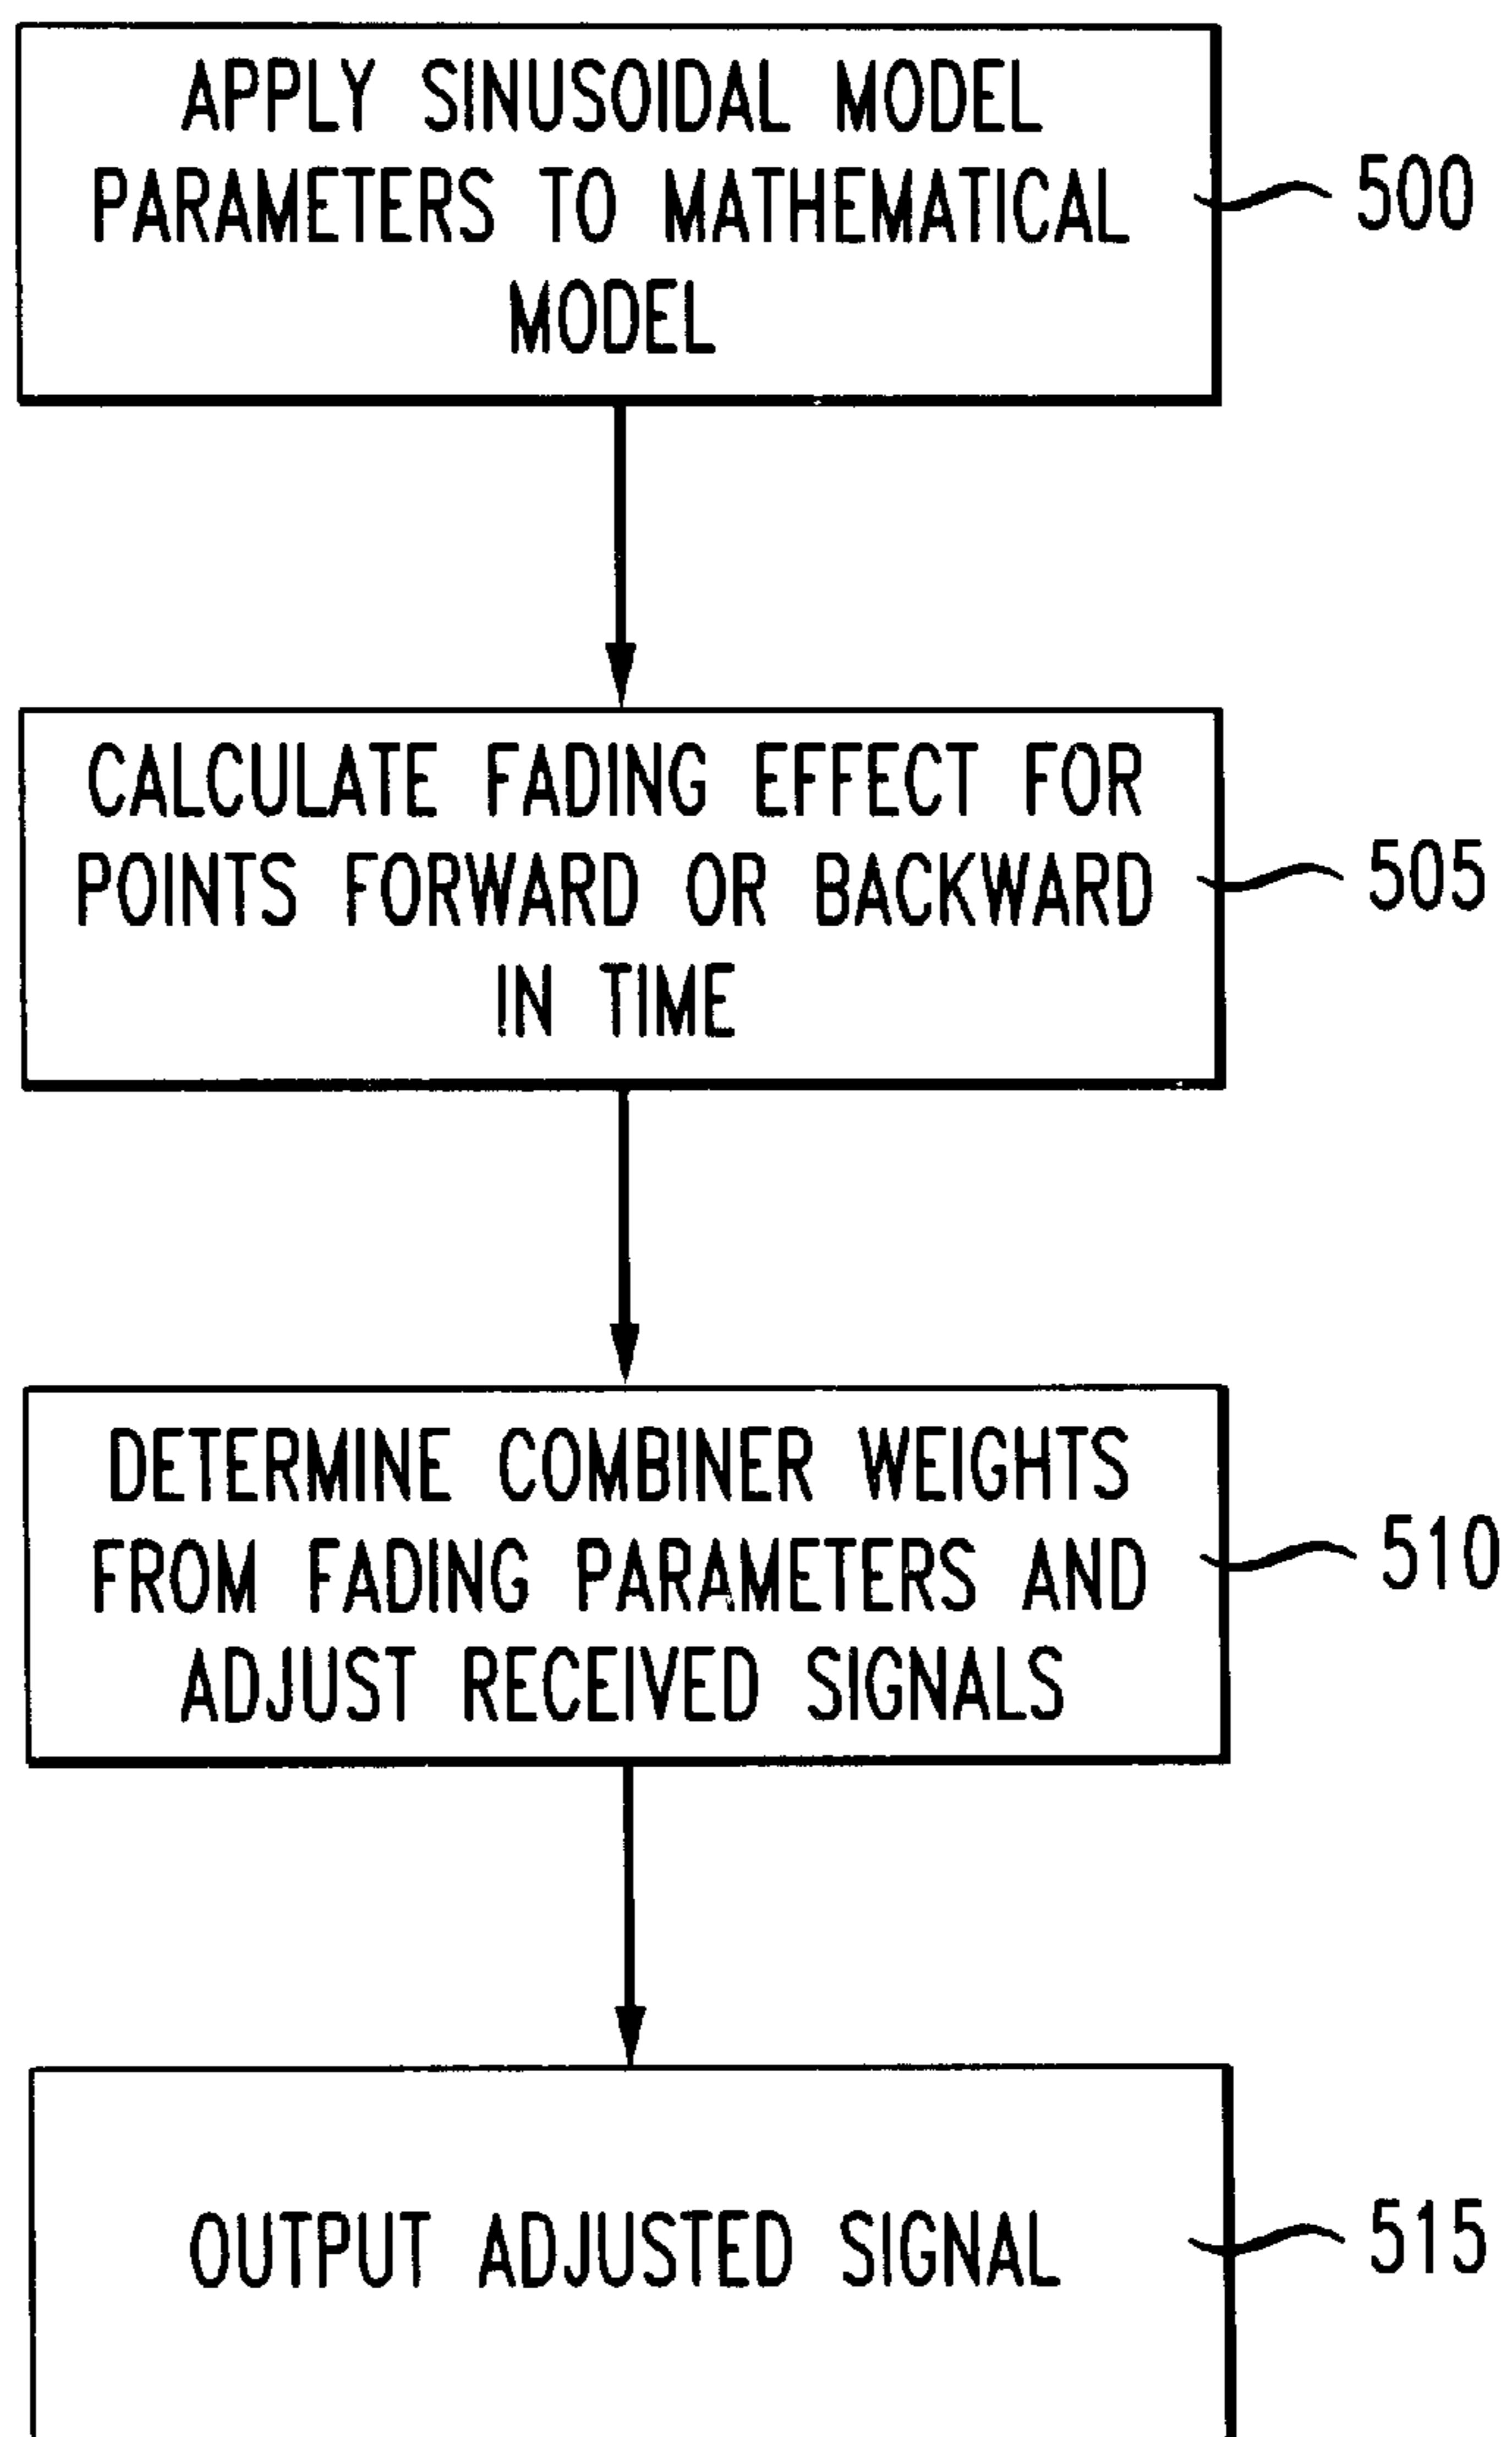 APPLY SINUSOIDAL MODEL
PARAMETERS TO MATHEMATICAL
MODEL
500
CALCULATE FADING EFFECT FOR
POINTS FORWARD OR BACKWARD
IN TIME
505
DETERMINE COMBINER WEIGHTS
FROM FADING PARAMETERS AND
ADJUST RECEIVED SIGNALS
510
OUTPUT ADJUSTED SIGNAL
515